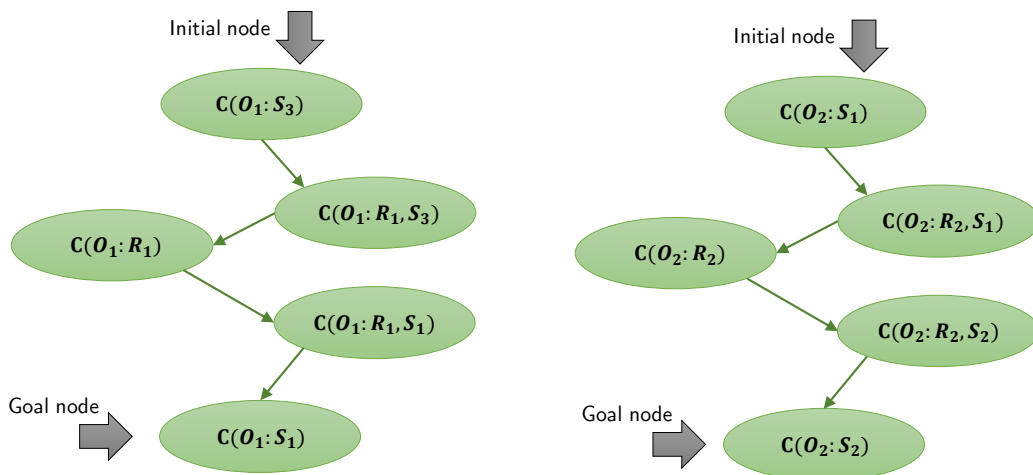 Initial node
C(O₁: S₃)
C(O₁: R₁, S₃)
C(O₁: R₁)
C(O₁: R₁, S₁)
Goal node
C(O₁: S₁)
Initial node
C(O₂: S₁)
C(O₂: R₂, S₁)
C(O₂: R₂)
C(O₂: R₂, S₂)
Goal node
C(O₂: S₂)